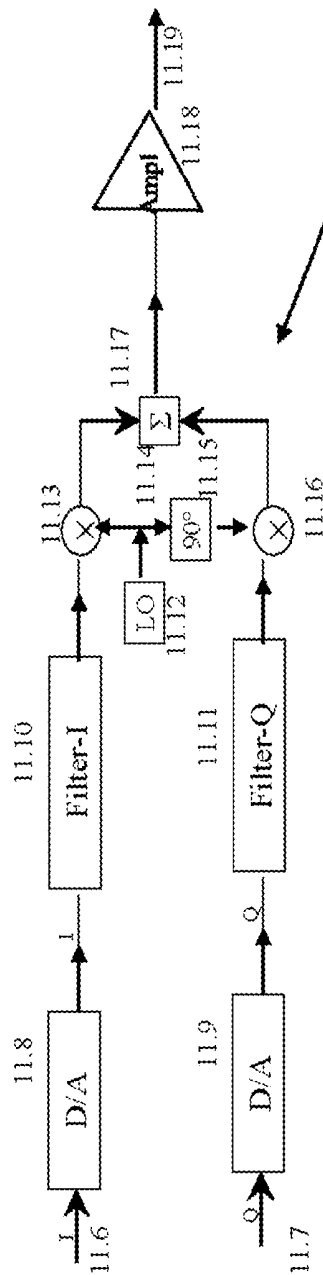 11.8
11.10
11.13
11.17
11.18
11.19
I
D/A
I
Filter-I
×
Σ
Ampl
11.6
LO
11.12
11.14
90°
11.15
11.9
11.11
Q
D/A
Q
Filter-Q
×
11.7
11.16